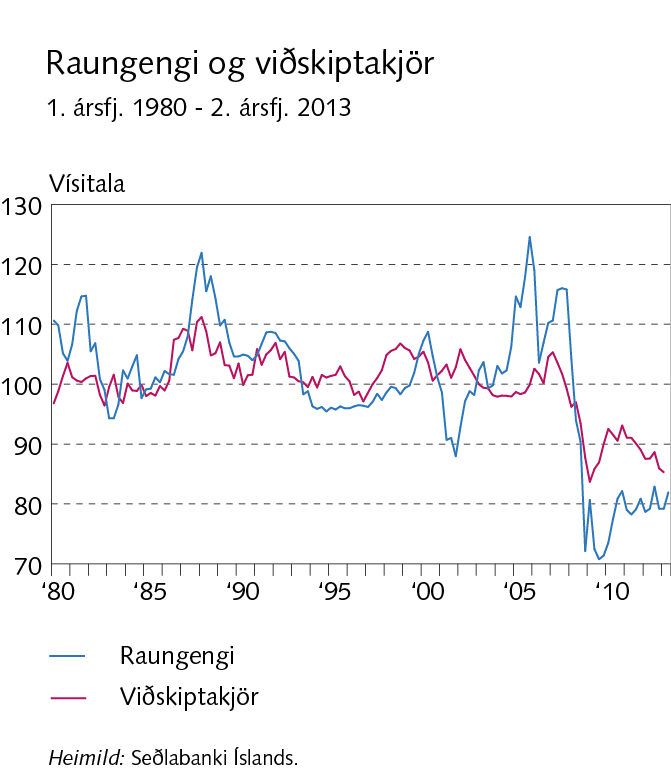 Raungengi og viðskiptakjör
1. ársfj. 1980 - 2. ársfj. 2013
Vísitala
130
120
110
100
90
80
70
‘80 ‘85 ‘90 ‘95 ‘00 ‘05 ‘10
Raungengi
Viðskiptakjör
Heimild: Seðlabanki Íslands.